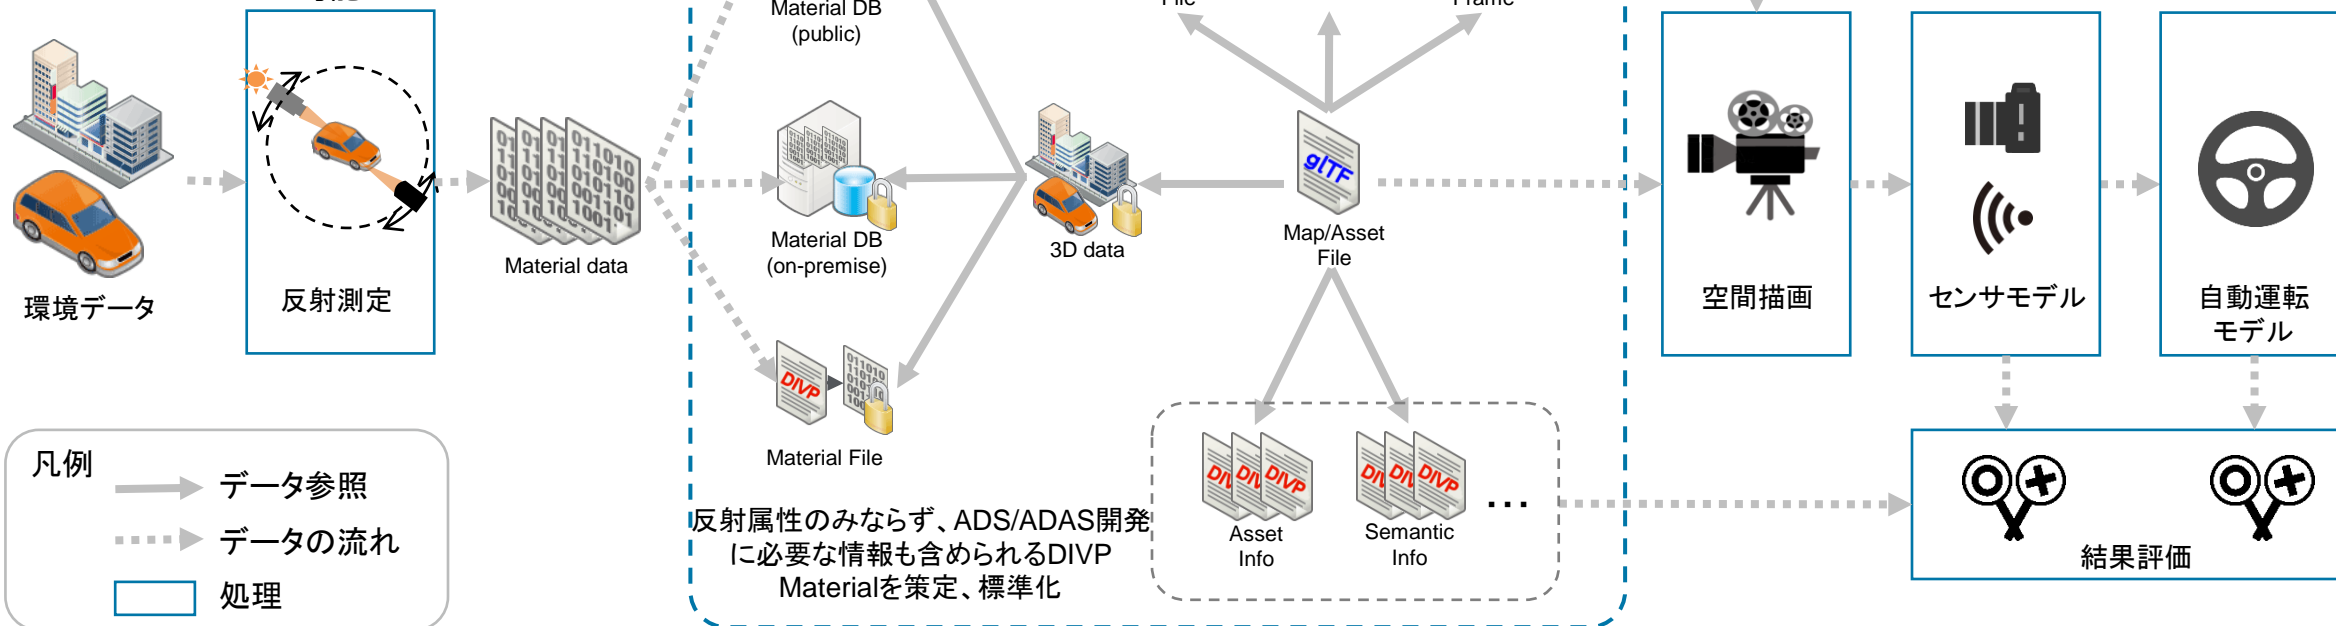 Material DB
(public)
File
Frame
glTF
Material data
Material DB
(on-premise)
3D data
Map/Asset
File
環境データ
反射測定
空間描画
センサモデル
自動運転
モデル
DIVP
Material File
凡例
データ参照
データの流れ
処理
反射属性のみならず、ADS/ADAS開発
に必要な情報も含められるDIVP
Materialを策定、標準化
DIVP
Asset
Info
DIVP
Semantic
Info
...
結果評価